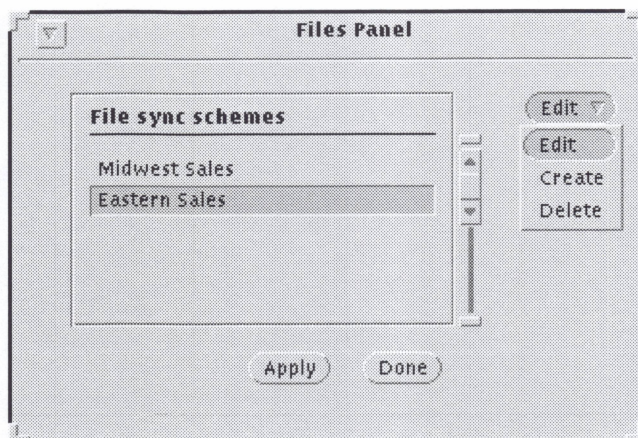 Files Panel
File sync schemes
Midwest Sales
Eastern Sales
Edit
Edit
Create
Delete
Apply
Done